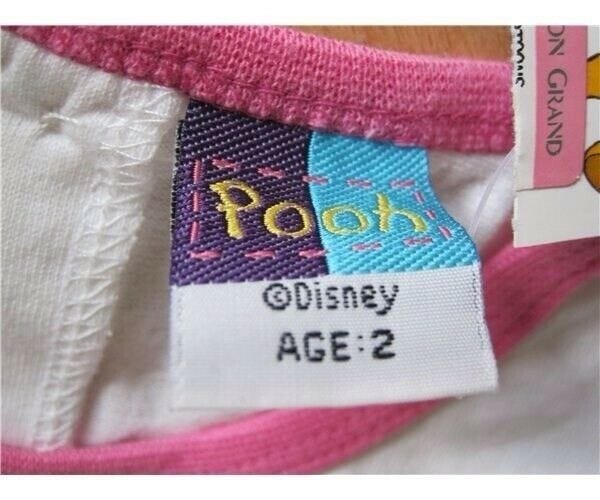 Pooh
©Disney
AGE:2
ON GRAND